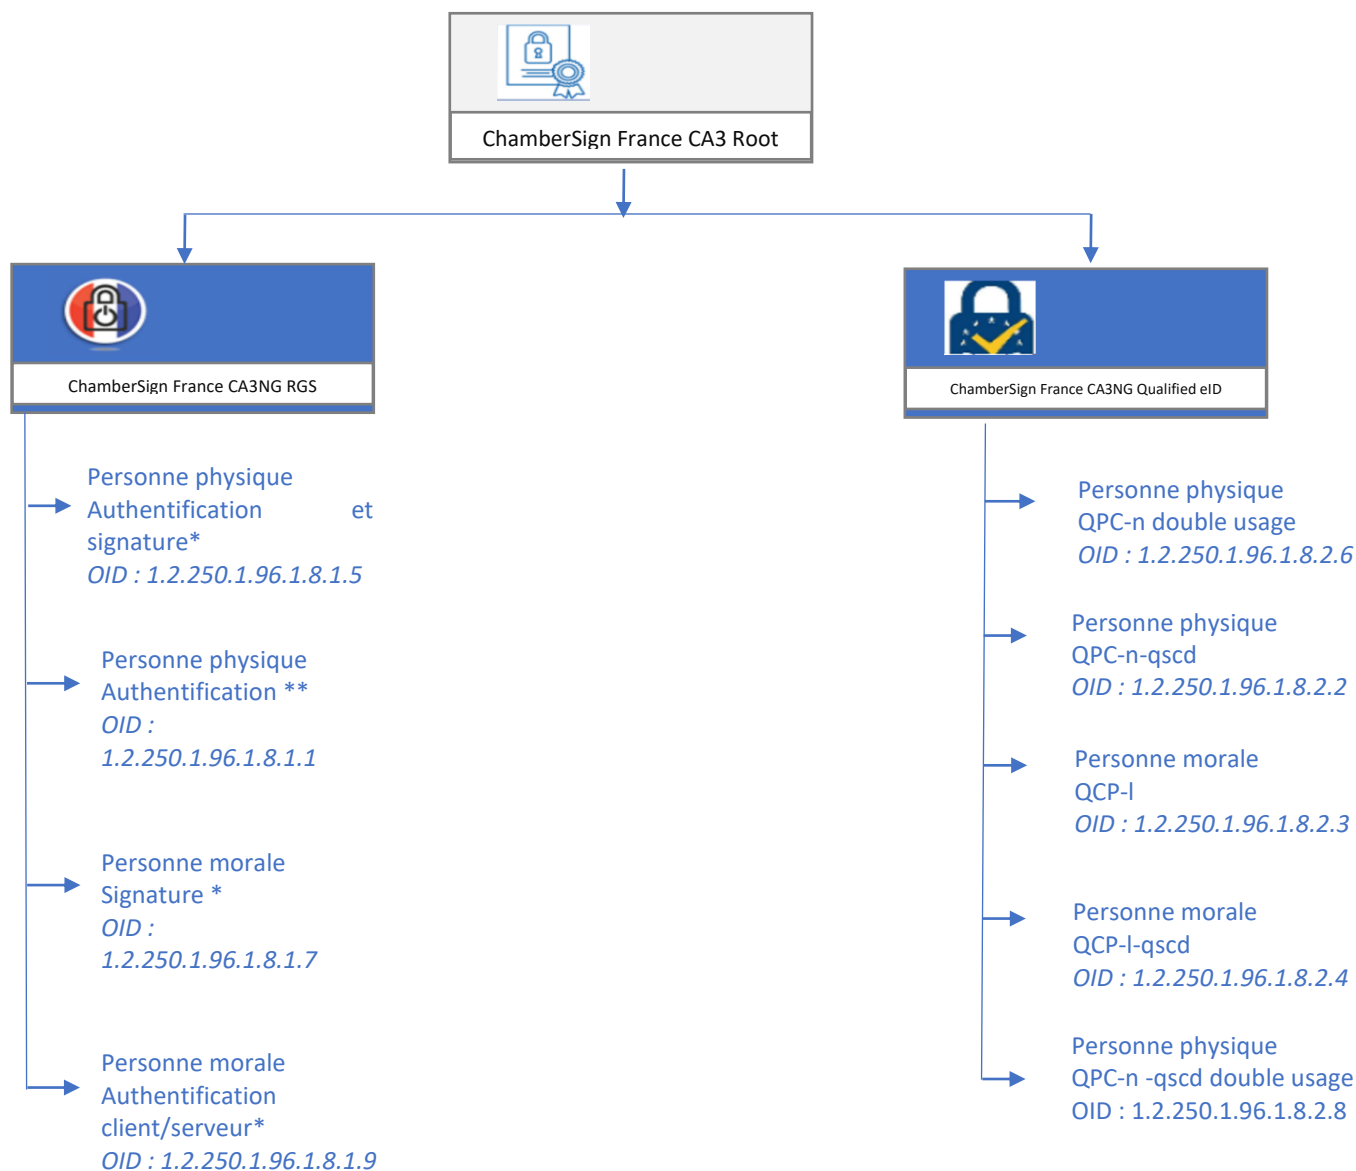 ChamberSign France CA3 Root
ChamberSign France CA3NG RGS
Personne physique
Authentification et
signature*
OID : 1.2.250.1.96.1.8.1.5
Personne physique
Authentification **
OID :
1.2.250.1.96.1.8.1.1
Personne morale
Signature *
OID :
1.2.250.1.96.1.8.1.7
Personne morale
Authentification
client/serveur*
OID : 1.2.250.1.96.1.8.1.9
ChamberSign France CA3NG Qualified eID
Personne physique
QPC-n double usage
OID : 1.2.250.1.96.1.8.2.6
Personne physique
QPC-n-qscd
OID : 1.2.250.1.96.1.8.2.2
Personne morale
QCP-l
OID : 1.2.250.1.96.1.8.2.3
Personne morale
QCP-l-qscd
OID : 1.2.250.1.96.1.8.2.4
Personne physique
QPC-n -qscd double usage
OID : 1.2.250.1.96.1.8.2.8